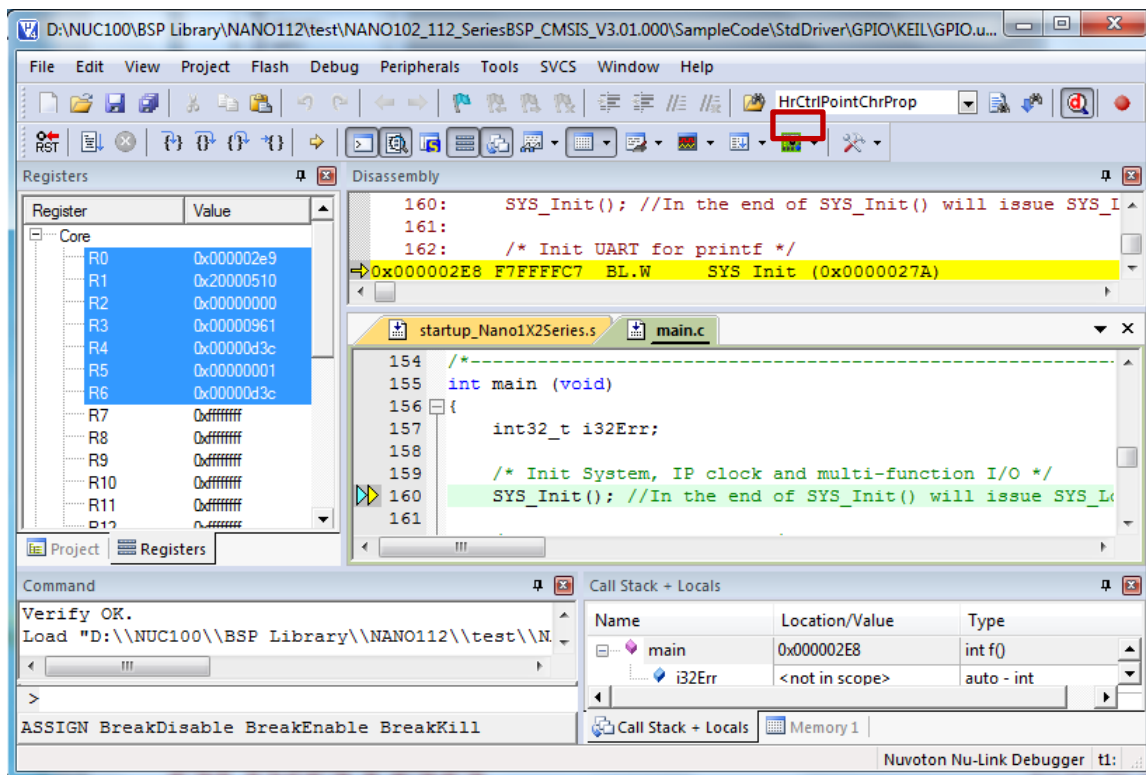 D:\NUC100\BSP Library\NANO112\test\NANO102_112_SeriesBSP_CMSIS_V3.01.000\SampleCode\StdDriver\GPIO\KEIL\GPIO.u...
File Edit View Project Flash Debug Peripherals Tools SVCS Window Help
HrCtrlPointChrProp
RST
Registers
Register Value
Core
R0 0x000002e9
R1 0x20000510
R2 0x00000000
R3 0x00000961
R4 0x00000d3c
R5 0x00000001
R6 0x00000d3c
R7 0xffffffff
R8 0xffffffff
R9 0xffffffff
R10 0xffffffff
R11 0xffffffff
R12 0xffffffff
Project Registers
Disassembly
160: SYS_Init(); //In the end of SYS_Init() will issue SYS_L
161:
162: /* Init UART for printf */
0x000002E8 F7FFFFC7 BL.W SYS_Init (0x0000027A)
startup_Nano1X2Series.s main.c
154 /*---------------------------------------------------------
155 int main (void)
156 {
157 int32_t i32Err;
158
159 /* Init System, IP clock and multi-function I/O */
160 SYS_Init(); //In the end of SYS_Init() will issue SYS_Lo
161
Command
Verify OK.
Load "D:\\NUC100\\BSP Library\\NANO112\\test\\N
>
ASSIGN BreakDisable BreakEnable BreakKill
Call Stack + Locals
Name Location/Value Type
main 0x000002E8 int f()
i32Err <not in scope> auto - int
Call Stack + Locals Memory 1
Nuvoton Nu-Link Debugger t1: